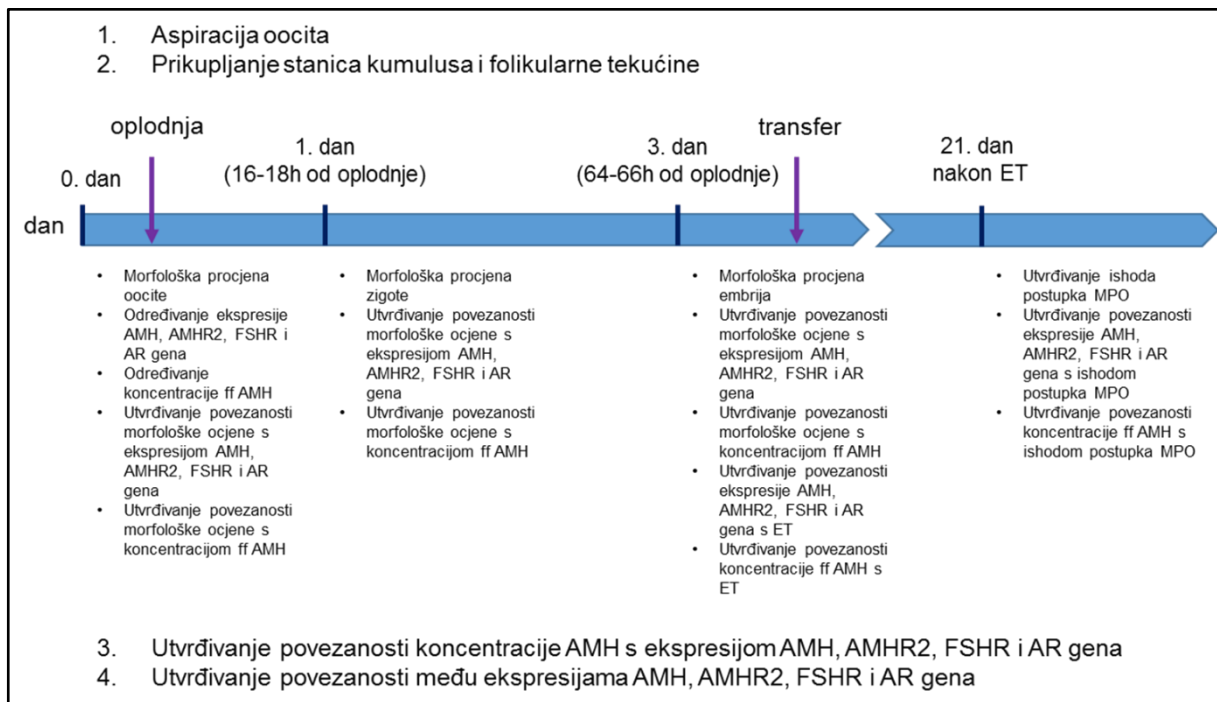 1. Aspiracija oocita
2. Prikupljanje stanica kumulusa i folikularne tekućine
oplodnja
transfer
0. dan
1. dan
(16-18h od oplodnje)
3. dan
(64-66h od oplodnje)
21. dan
nakon ET
dan
• Morfološka procjena
oocite
• Određivanje ekspresije
AMH, AMHR2, FSHR i
AR gena
• Određivanje
koncentracije ff AMH
• Utvrđivanje povezanosti
morfološke ocjene s
ekspresijom AMH,
AMHR2, FSHR i AR
gena
• Utvrđivanje povezanosti
morfološke ocjene s
koncentracijom ff AMH
• Morfološka procjena
zigote
• Utvrđivanje povezanosti
morfološke ocjene s
ekspresijom AMH,
AMHR2, FSHR i AR
gena
• Utvrđivanje povezanosti
morfološke ocjene s
koncentracijom ff AMH
• Morfološka procjena
embrija
• Utvrđivanje povezanosti
morfološke ocjene s
ekspresijom AMH,
AMHR2, FSHR i AR
gena
• Utvrđivanje povezanosti
morfološke ocjene s
koncentracijom ff AMH
• Utvrđivanje povezanosti
ekspresije AMH,
AMHR2, FSHR i AR
gena s ET
• Utvrđivanje povezanosti
koncentracije ff AMH s
ET
• Utvrđivanje ishoda
postupka MPO
• Utvrđivanje povezanosti
ekspresije AMH,
AMHR2, FSHR i AR
gena s ishodom
postupka MPO
• Utvrđivanje povezanosti
koncentracije ff AMH s
ishodom postupka MPO
3. Utvrđivanje povezanosti koncentracije AMH s ekspresijom AMH, AMHR2, FSHR i AR gena
4. Utvrđivanje povezanosti među ekspresijama AMH, AMHR2, FSHR i AR gena